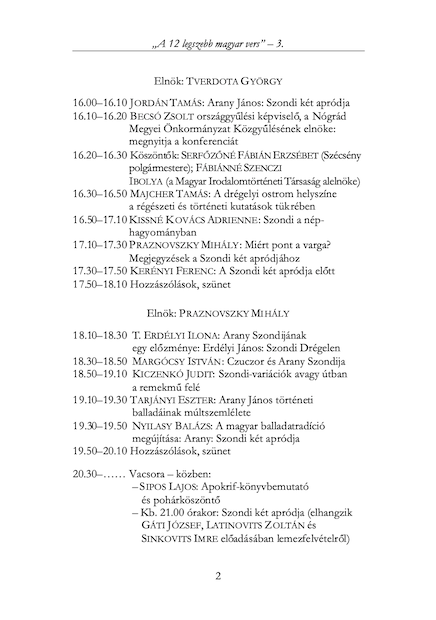 „A 12 legszebb magyar vers” – 3.
Elnök: TVERDOTA GYÖRGY
16.00–16.10 JORDÁN TAMÁS: Arany János: Szondi két apródja
16.10–16.20 BECSÓ ZSOLT országgyűlési képviselő, a Nógrád
Megyei Önkormányzat Közgyűlésének elnöke:
megnyitja a konferenciát
16.20–16.30 Köszöntők: SERFŐZŐNÉ FÁBIÁN ERZSÉBET (Szécsény
polgármestere); FÁBIÁNNÉ SZENCZI
IBOLYA (a Magyar Irodalomtörténeti Társaság alelnöke)
16.30–16.50 MAJCHER TAMÁS: A drégelyi ostrom helyszíne
a régészeti és történeti kutatások tükrében
16.50–17.10 KISSNÉ KOVÁCS ADRIENNE: Szondi a nép-
hagyományban
17.10–17.30 PRAZNOVSZKY MIHÁLY: Miért pont a varga?
Megjegyzések a Szondi két apródjához
17.30–17.50 KERÉNYI FERENC: A Szondi két apródja előtt
17.50–18.10 Hozzászólások, szünet
Elnök: PRAZNOVSZKY MIHÁLY
18.10–18.30 T. ERDÉLYI ILONA: Arany Szondijának
egy előzménye: Erdélyi János: Szondi Drégelen
18.30–18.50 MARGÓCSY ISTVÁN: Czuczor és Arany Szondija
18.50–19.10 KICZENKÓ JUDIT: Szondi-variációk avagy útban
a remekmű felé
19.10–19.30 TARJÁNYI ESZTER: Arany János történeti
balladáinak múltszemlélete
19.30–19.50 NYILASY BALÁZS: A magyar balladatradíció
megújítása: Arany: Szondi két apródja
19.50–20.10 Hozzászólások, szünet
20.30–…… Vacsora – közben:
– SIPOS LAJOS: Apokrif-könyvbemutató
és pohárköszöntő
– Kb. 21.00 órakor: Szondi két apródja (elhangzik
GÁTI JÓZSEF, LATINOVITS ZOLTÁN és
SINKOVITS IMRE előadásában lemezfelvételről)
2